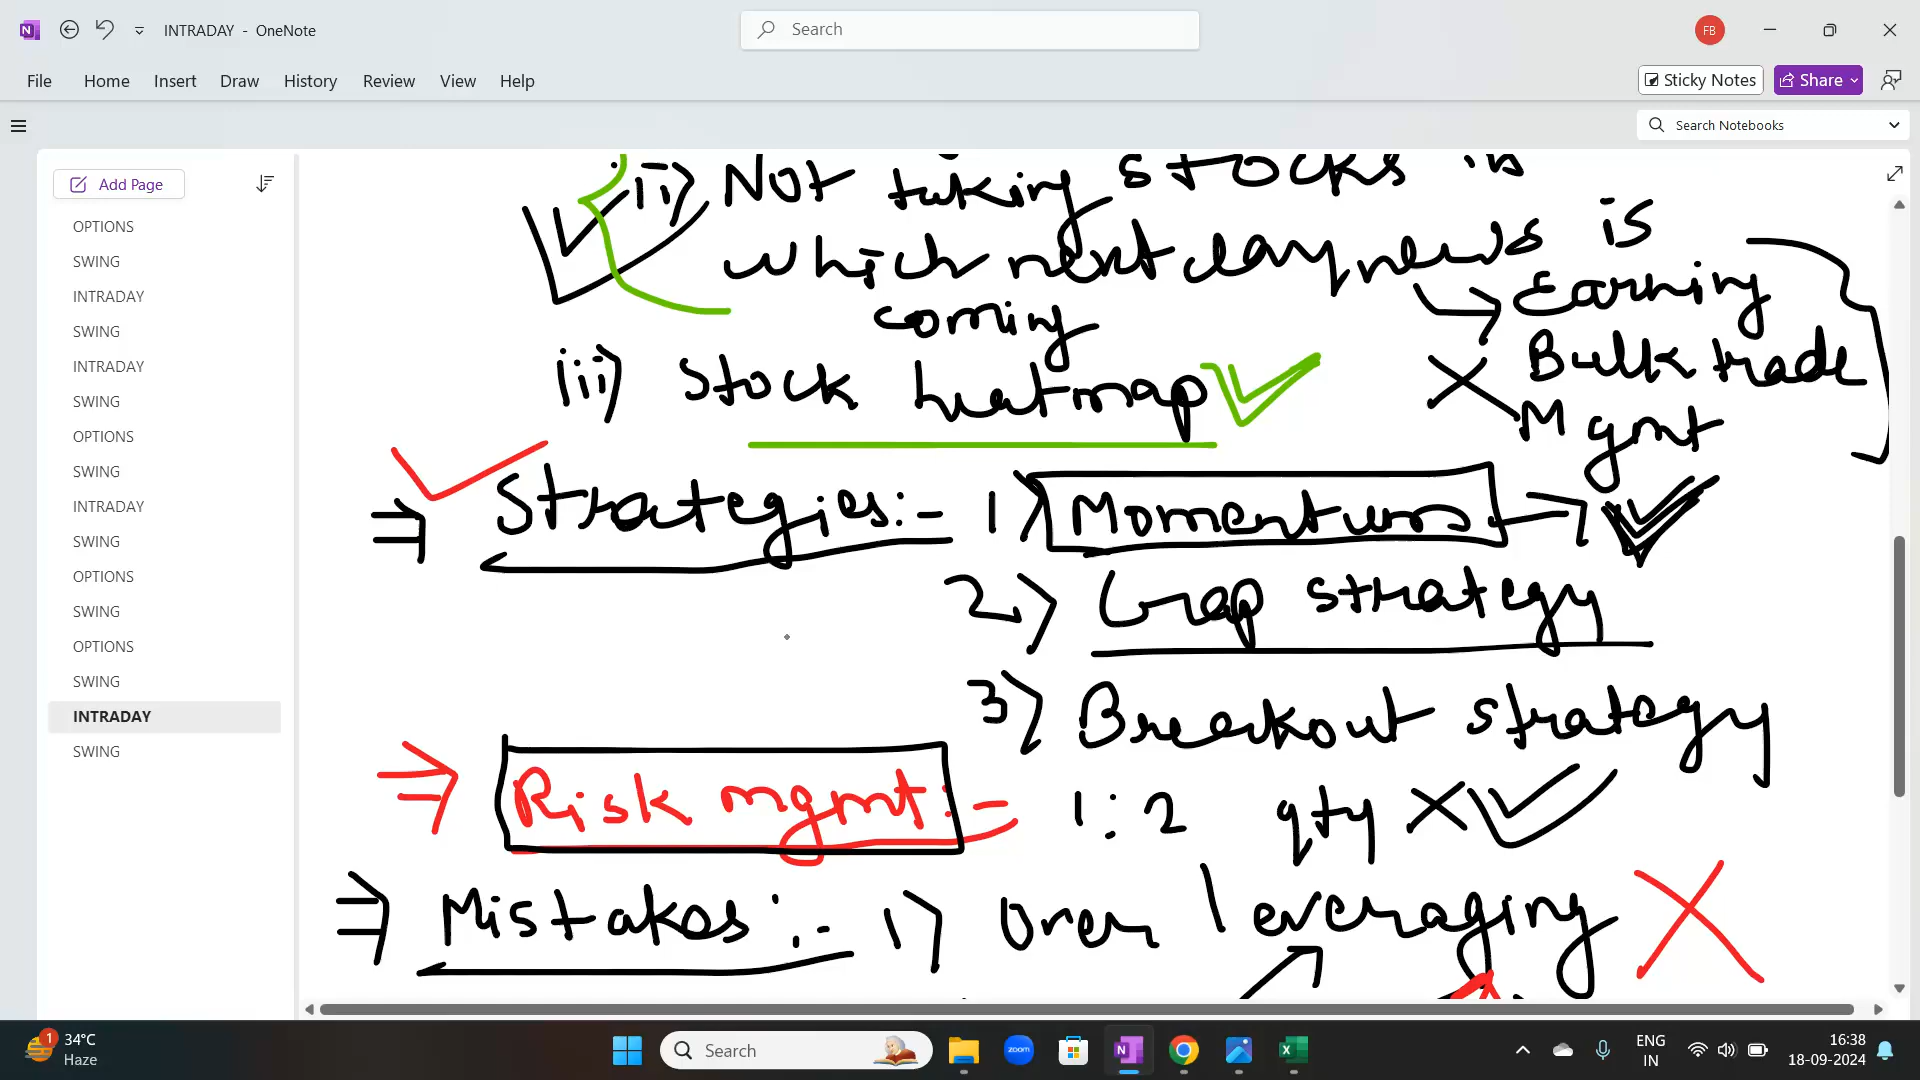 INTRADAY - OneNote
Search
FB
File Home Insert Draw History Review View Help
Sticky Notes
Share
Search Notebooks
Add Page
OPTIONS
SWING
INTRADAY
SWING
INTRADAY
SWING
OPTIONS
SWING
INTRADAY
SWING
OPTIONS
SWING
OPTIONS
SWING
INTRADAY
SWING
ii) Not taking stocks in
which next day news is
coming
→ Earning
Bulk trade
Mgmt
iii) Stock heatmap
⇒ Strategies:- 1) Momentum →
2) Gap strategy
3) Breakout strategy
⇒ Risk mgmt:- 1:2 qty
⇒ Mistakes:- 1) Over leveraging
1
34°C
Haze
Search
zoom
ENG
IN
16:38
18-09-2024